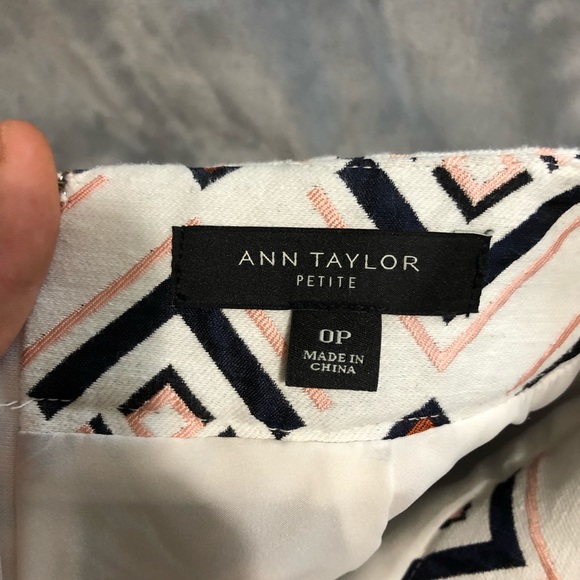 ANN TAYLOR
PETITE
0P
MADE IN
CHINA